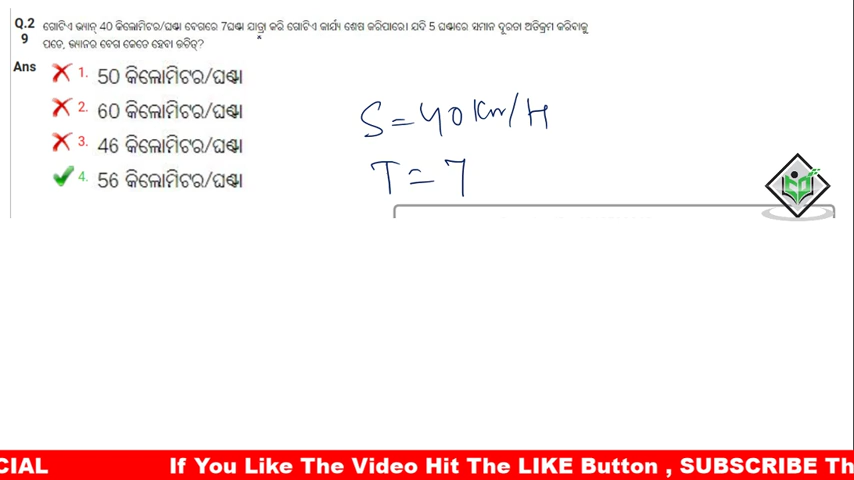 Q.2
9
ଗୋଟିଏ ଭ୍ୟାନ୍ 40 କିଲୋମିଟର/ଘଣ୍ଟା ବେଗରେ 7ଘଣ୍ଟା ଯାତ୍ରା କରି ଗୋଟିଏ କାର୍ଯ୍ୟ ଶେଷ କରିପାରେ। ଯଦି 5 ଘଣ୍ଟାରେ ସମାନ ଦୂରତା ଅତିକ୍ରମ କରିବାକୁ
ପଡେ, ଭ୍ୟାନର ବେଗ କେତେ ହେବା ଉଚିତ୍?
Ans
1. 50 କିଲୋମିଟର/ଘଣ୍ଟା
2. 60 କିଲୋମିଟର/ଘଣ୍ଟା
3. 46 କିଲୋମିଟର/ଘଣ୍ଟା
4. 56 କିଲୋମିଟର/ଘଣ୍ଟା
S = 40 Km/H
T = 7
CIAL If You Like The Video Hit The LIKE Button , SUBSCRIBE Th